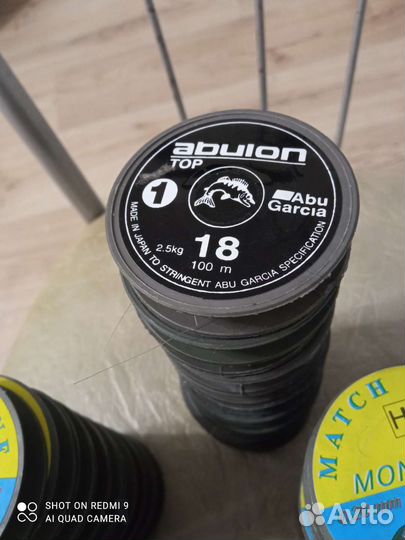 abulon
TOP
1
Abu
Garcia
2.5kg
18
100 m
MADE IN JAPAN TO STRINGENT ABU GARCIA SPECIFICATION
MATCH
MON
SHOT ON REDMI 9
AI QUAD CAMERA
Avito